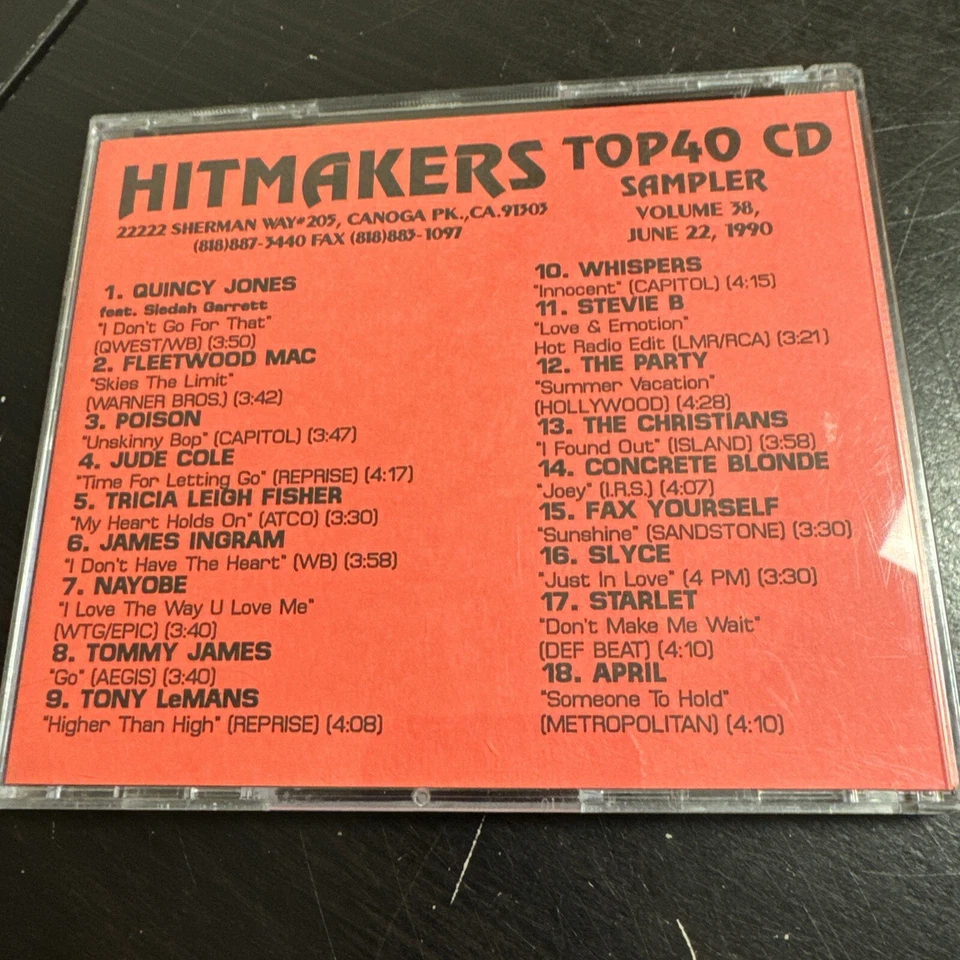 HITMAKERS TOP40 CD
SAMPLER
22222 SHERMAN WAY#205, CANOGA PK.,CA.91303
(818)887-3440 FAX (818)883-1097
VOLUME 38,
JUNE 22, 1990
1. QUINCY JONES
feat. Siedah Garrett
"I Don't Go For That"
(QWEST/WB) (3:50)
2. FLEETWOOD MAC
"Skies The Limit"
(WARNER BROS.) (3:42)
3. POISON
"Unskinny Bop" (CAPITOL) (3:47)
4. JUDE COLE
"Time For Letting Go" (REPRISE) (4:17)
5. TRICIA LEIGH FISHER
"My Heart Holds On" (ATCO) (3:30)
6. JAMES INGRAM
"I Don't Have The Heart" (WB) (3:58)
7. NAYOBE
"I Love The Way U Love Me"
(WTG/EPIC) (3:40)
8. TOMMY JAMES
"Go" (AEGIS) (3:40)
9. TONY LeMANS
"Higher Than High" (REPRISE) (4:08)
10. WHISPERS
"Innocent" (CAPITOL) (4:15)
11. STEVIE B
"Love & Emotion"
Hot Radio Edit (LMR/RCA) (3:21)
12. THE PARTY
"Summer Vacation"
(HOLLYWOOD) (4:28)
13. THE CHRISTIANS
"I Found Out" (ISLAND) (3:58)
14. CONCRETE BLONDE
"Joey" (I.R.S.) (4:07)
15. FAX YOURSELF
"Sunshine" (SANDSTONE) (3:30)
16. SLYCE
"Just In Love" (4 PM) (3:30)
17. STARLET
"Don't Make Me Wait"
(DEF BEAT) (4:10)
18. APRIL
"Someone To Hold"
(METROPOLITAN) (4:10)